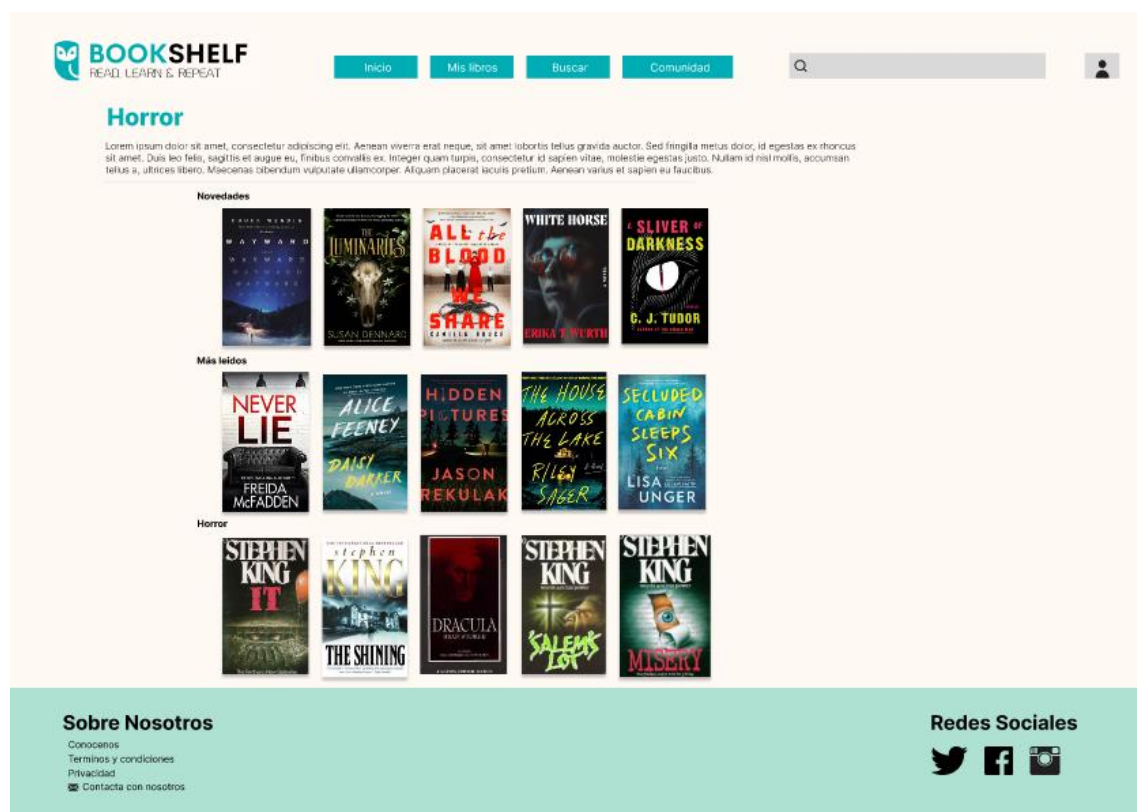 BOOKSHELF
READ, LEARN & REPEAT
Inicio
Mis libros
Buscar
Comunidad
Horror
Lorem ipsum dolor sit amet, consectetur adipiscing elit. Aenean viverra erat neque, sit amet lobortis tellus gravida auctor. Sed fringilla metus dolor, id egestas ex rhoncus
sit amet. Duis leo felis, sagittis et augue eu, finibus convallis ex. Integer quam turpis, consectetur id sapien vitae, molestie egestas justo. Nullam id nisl mollis, accumsan
tellus a, ultrices libero. Maecenas bibendum vulputate ullamcorper. Aliquam placerat iaculis pretium. Aenean varius et sapien eu faucibus.
Novedades
WAYWARD
WAYWARD
WAYWARD
THE
LUMINARIES
SUSAN DENNARD
ALL the
BLOOD
WE
SHARE
CAMILLA BRUCE
WHITE HORSE
ERIKA T. WURTH
A SLIVER OF
DARKNESS
C. J. TUDOR
Más leídos
NEVER
LIE
FREIDA
McFADDEN
ALICE
FEENEY
DAISY
DARKER
A NOVEL
HIDDEN
PICTURES
JASON
REKULAK
THE HOUSE
ACROSS
THE LAKE
RILEY
SAGER
SECLUDED
CABIN
SLEEPS
SIX
LISA
UNGER
Horror
STEPHEN
KING
IT
stephen
KING
THE SHINING
DRACULA
BRAM STOKER
STEPHEN
KING
'SALEM'S
LOT
STEPHEN
KING
MISERY
Sobre Nosotros
Conocenos
Terminos y condiciones
Privacidad
Contacta con nosotros
Redes Sociales